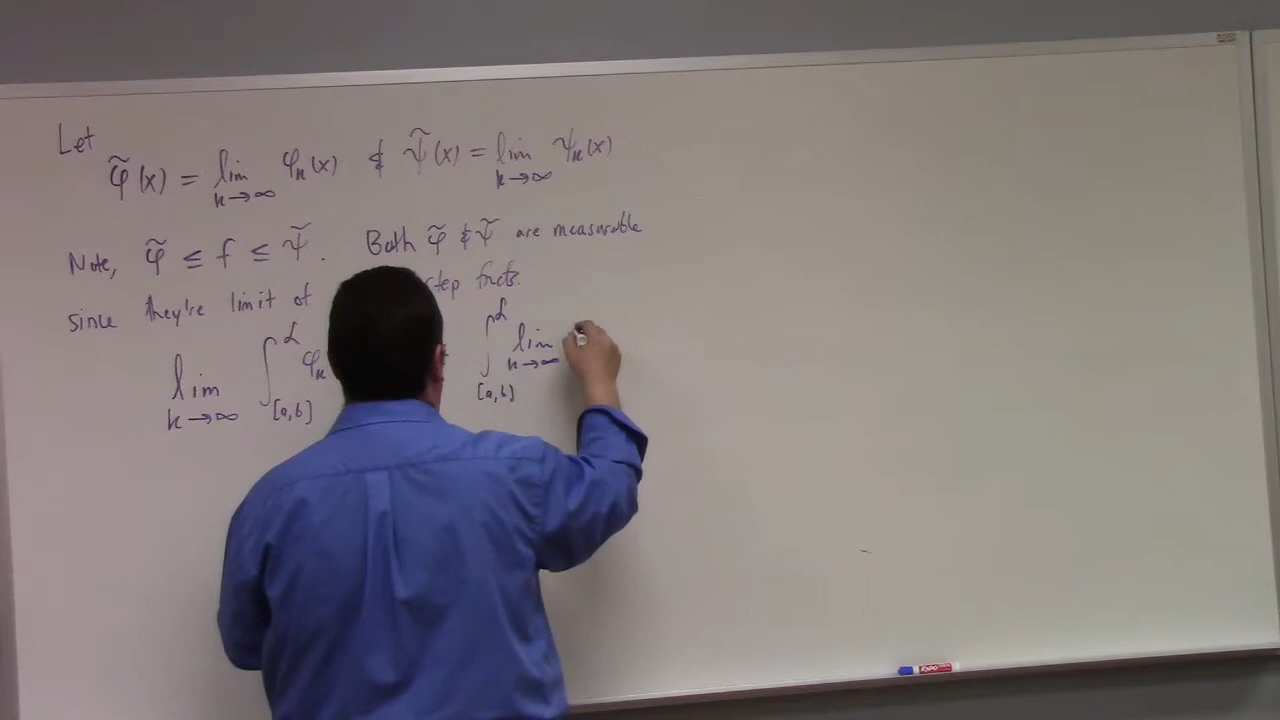 Let
φ̃(x) = lim k→∞ φₖ(x) & ψ̃(x) = lim k→∞ ψₖ(x)
Note, φ̃ ≤ f ≤ ψ̃. Both φ̃ & ψ̃ are measurable
since they're limit of step fncts.
lim k→∞ ∫[a,b]^L φₖ ∫[a,b]^L lim k→∞
EXPO